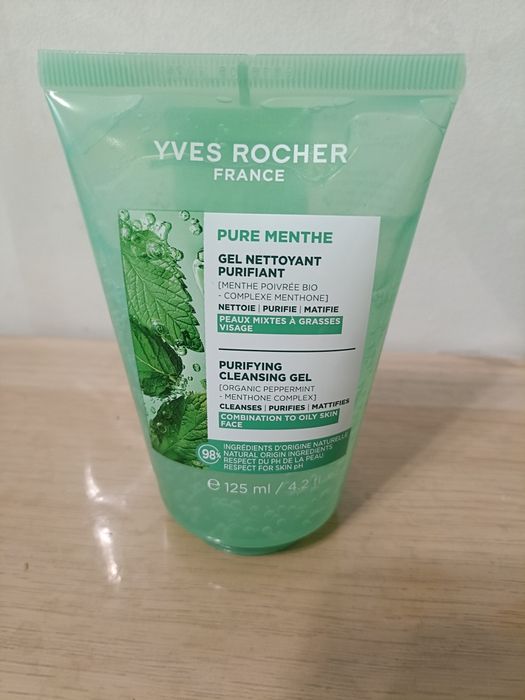 YVES ROCHER
FRANCE
PURE MENTHE
GEL NETTOYANT
PURIFIANT
[MENTHE POIVRÉE BIO
- COMPLEXE MENTHONE]
NETTOIE | PURIFIE | MATIFIE
PEAUX MIXTES À GRASSES
VISAGE
PURIFYING
CLEANSING GEL
[ORGANIC PEPPERMINT
- MENTHONE COMPLEX]
CLEANSES | PURIFIES | MATTIFIES
COMBINATION TO OILY SKIN
FACE
98%
INGRÉDIENTS D'ORIGINE NATURELLE
NATURAL ORIGIN INGREDIENTS
RESPECT DU PH DE LA PEAU
RESPECT FOR SKIN pH
℮ 125 ml / 4.2